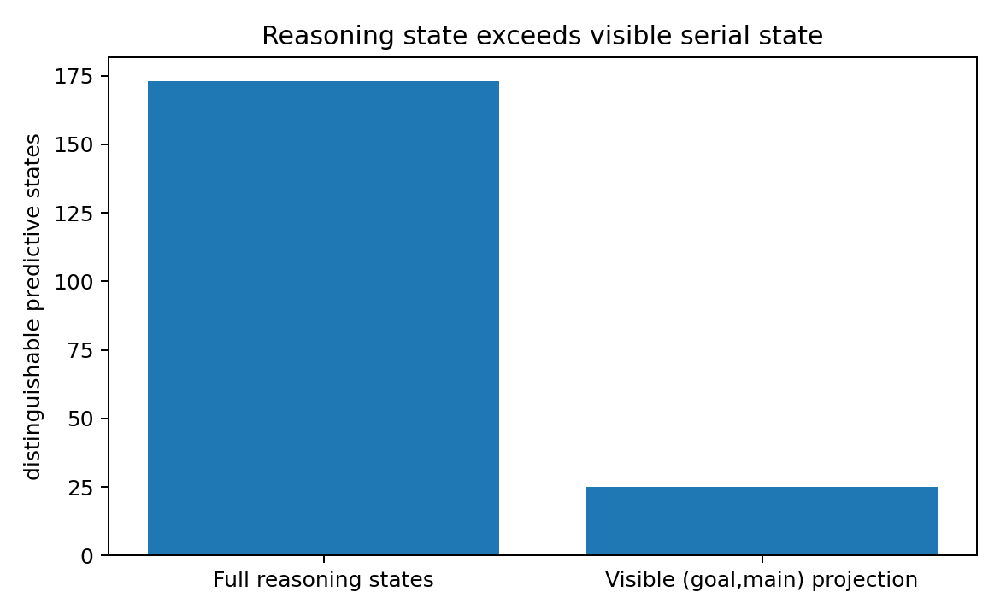 Reasoning state exceeds visible serial state
distinguishable predictive states
175
150
125
100
75
50
25
0
Full reasoning states
Visible (goal,main) projection